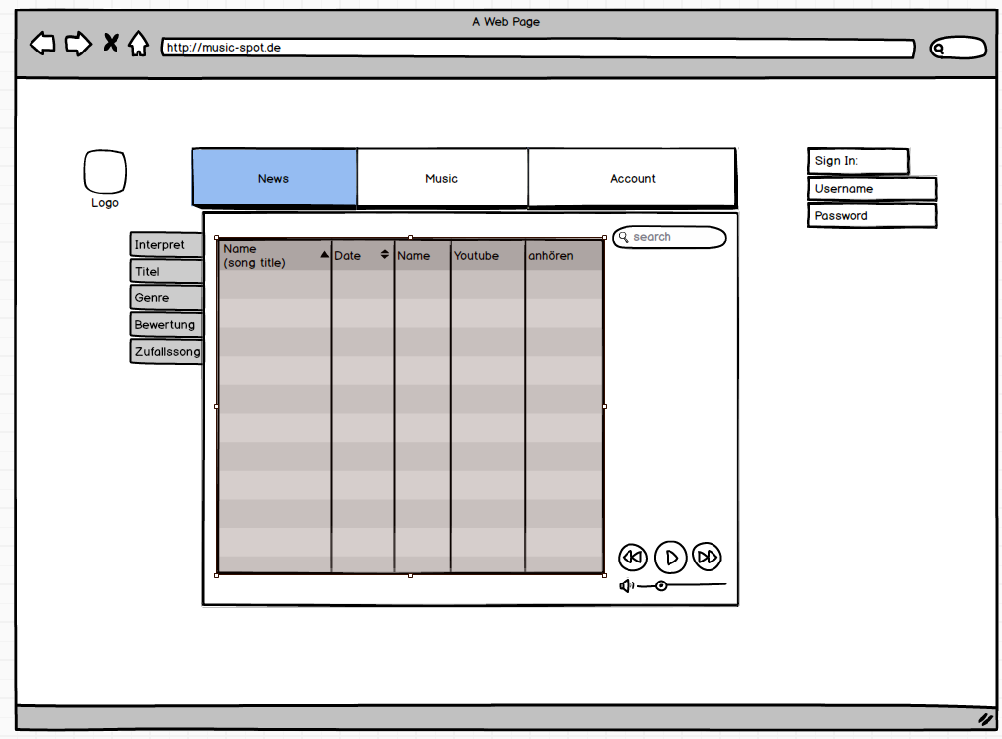 A Web Page
http://music-spot.de
Logo
News
Music
Account
Sign In:
Username
Password
Interpret
Titel
Genre
Bewertung
Zufallssong
Name
(song title)
Date
Name
Youtube
anhören
search